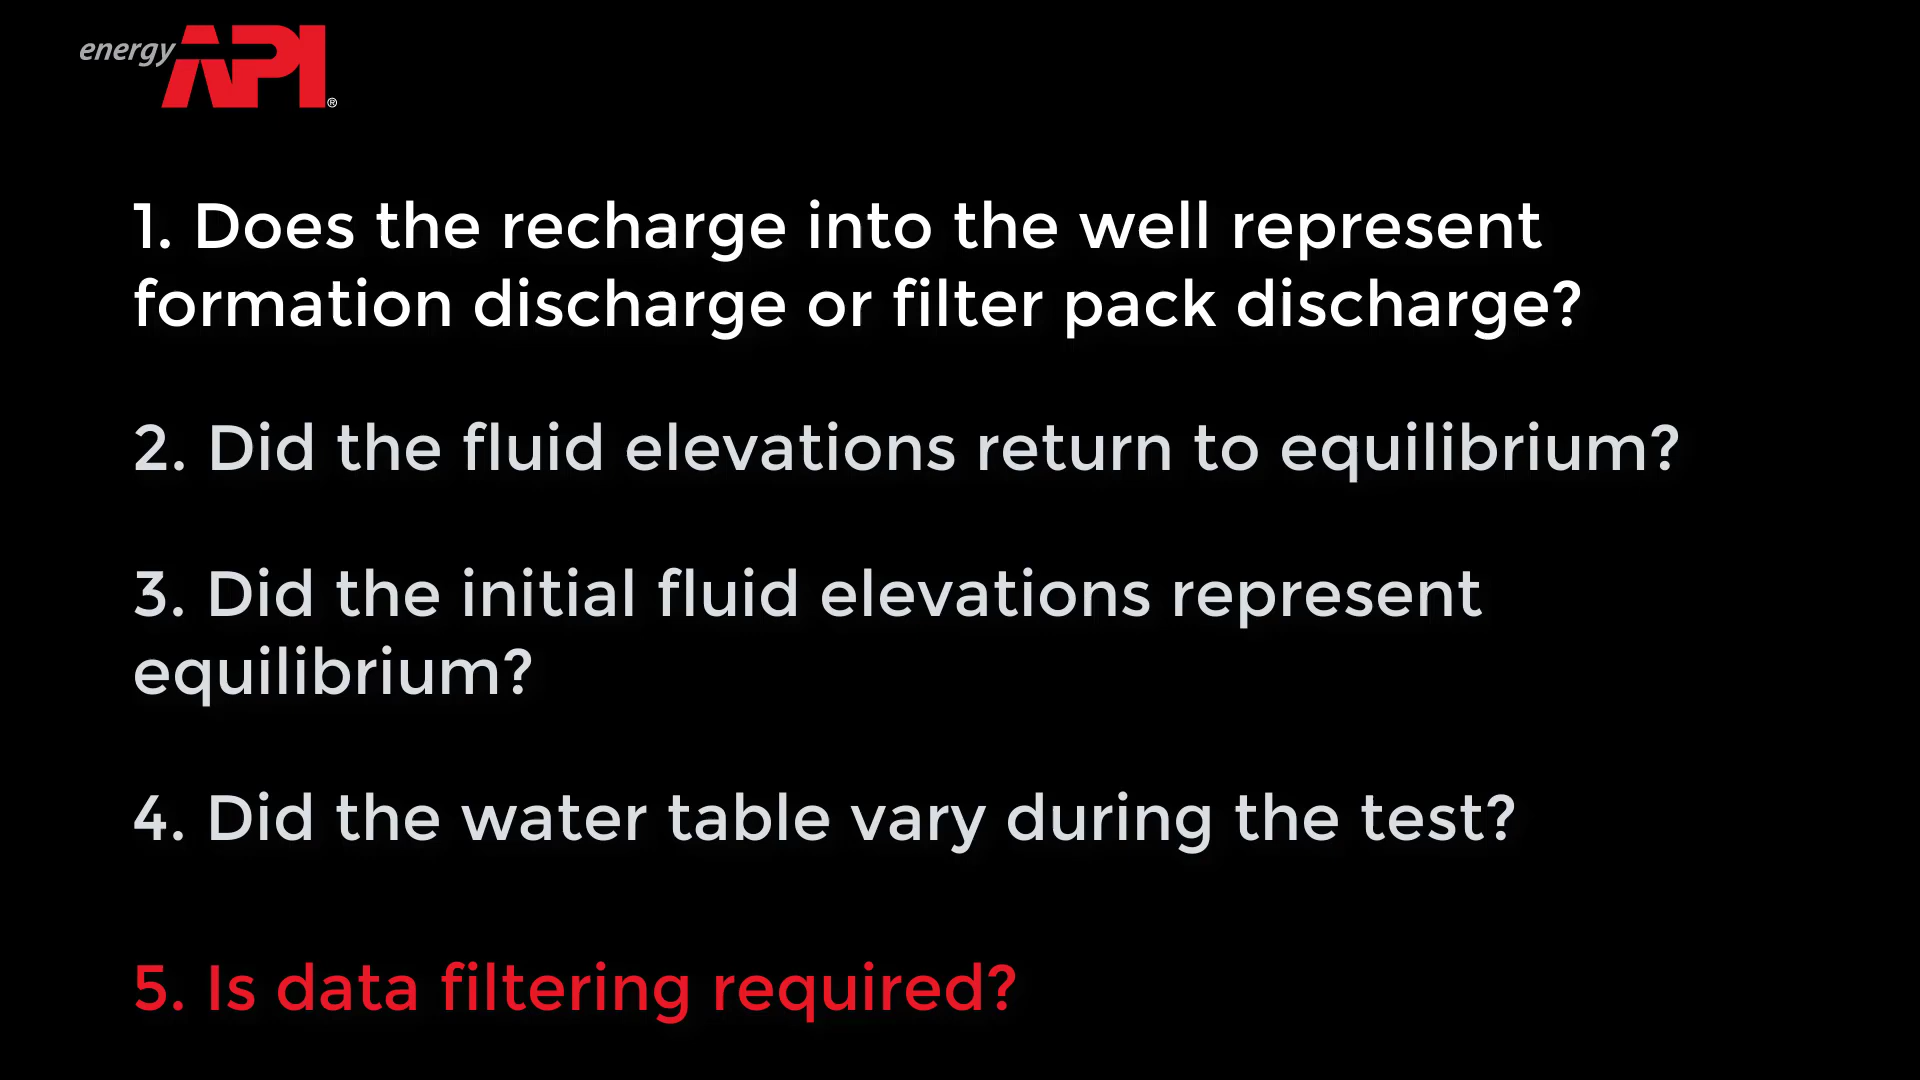 energy API®
1. Does the recharge into the well represent
formation discharge or filter pack discharge?
2. Did the fluid elevations return to equilibrium?
3. Did the initial fluid elevations represent
equilibrium?
4. Did the water table vary during the test?
5. Is data filtering required?